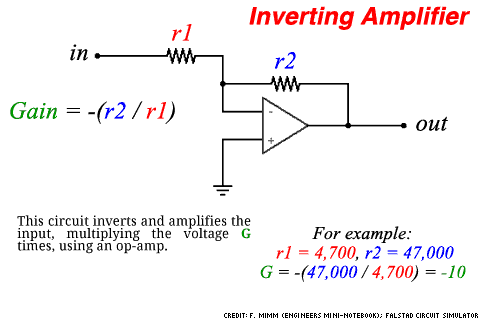 Inverting Amplifier
r1
in
r2
Gain = -(r2 / r1)
-
+
out
This circuit inverts and amplifies the
input, multiplying the voltage G
times, using an op-amp.
For example:
r1 = 4,700, r2 = 47,000
G = -(47,000 / 4,700) = -10
CREDIT: F. MIMM (ENGINEERS MINI-NOTEBOOK); FALSTAD CIRCUIT SIMULATOR